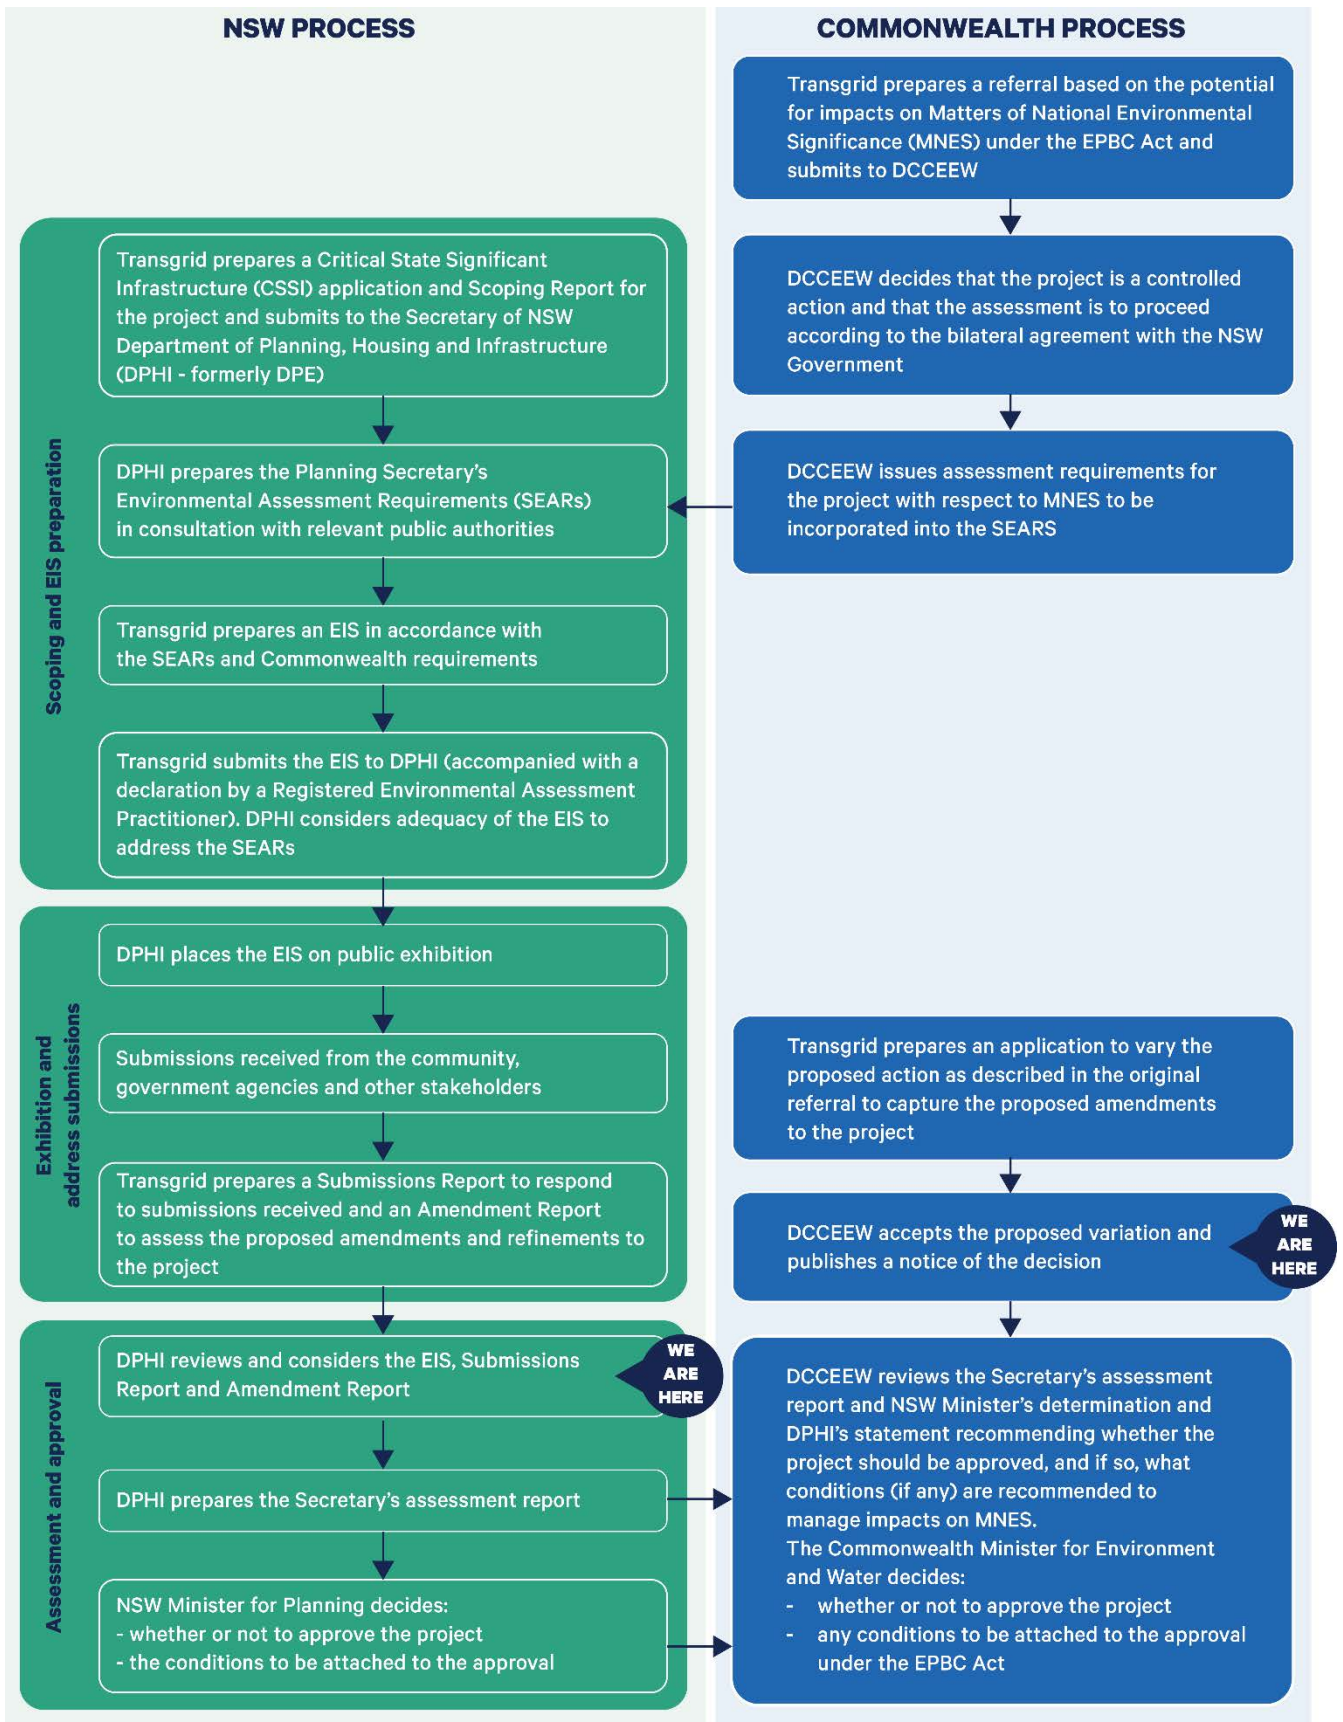 NSW PROCESS
Scoping and EIS preparation
Transgrid prepares a Critical State Significant
Infrastructure (CSSI) application and Scoping Report for
the project and submits to the Secretary of NSW
Department of Planning, Housing and Infrastructure
(DPHI - formerly DPE)
DPHI prepares the Planning Secretary's
Environmental Assessment Requirements (SEARs)
in consultation with relevant public authorities
Transgrid prepares an EIS in accordance with
the SEARs and Commonwealth requirements
Transgrid submits the EIS to DPHI (accompanied with a
declaration by a Registered Environmental Assessment
Practitioner). DPHI considers adequacy of the EIS to
address the SEARs
Exhibition and
address submissions
DPHI places the EIS on public exhibition
Submissions received from the community,
government agencies and other stakeholders
Transgrid prepares a Submissions Report to respond
to submissions received and an Amendment Report
to assess the proposed amendments and refinements to
the project
Assessment and approval
DPHI reviews and considers the EIS, Submissions
Report and Amendment Report
WE
ARE
HERE
DPHI prepares the Secretary's assessment report
NSW Minister for Planning decides:
- whether or not to approve the project
- the conditions to be attached to the approval
COMMONWEALTH PROCESS
Transgrid prepares a referral based on the potential
for impacts on Matters of National Environmental
Significance (MNES) under the EPBC Act and
submits to DCCEEW
DCCEEW decides that the project is a controlled
action and that the assessment is to proceed
according to the bilateral agreement with the NSW
Government
DCCEEW issues assessment requirements for
the project with respect to MNES to be
incorporated into the SEARS
Transgrid prepares an application to vary the
proposed action as described in the original
referral to capture the proposed amendments
to the project
DCCEEW accepts the proposed variation and
publishes a notice of the decision
WE
ARE
HERE
DCCEEW reviews the Secretary's assessment
report and NSW Minister's determination and
DPHI's statement recommending whether the
project should be approved, and if so, what
conditions (if any) are recommended to
manage impacts on MNES.
The Commonwealth Minister for Environment
and Water decides:
- whether or not to approve the project
- any conditions to be attached to the approval
under the EPBC Act